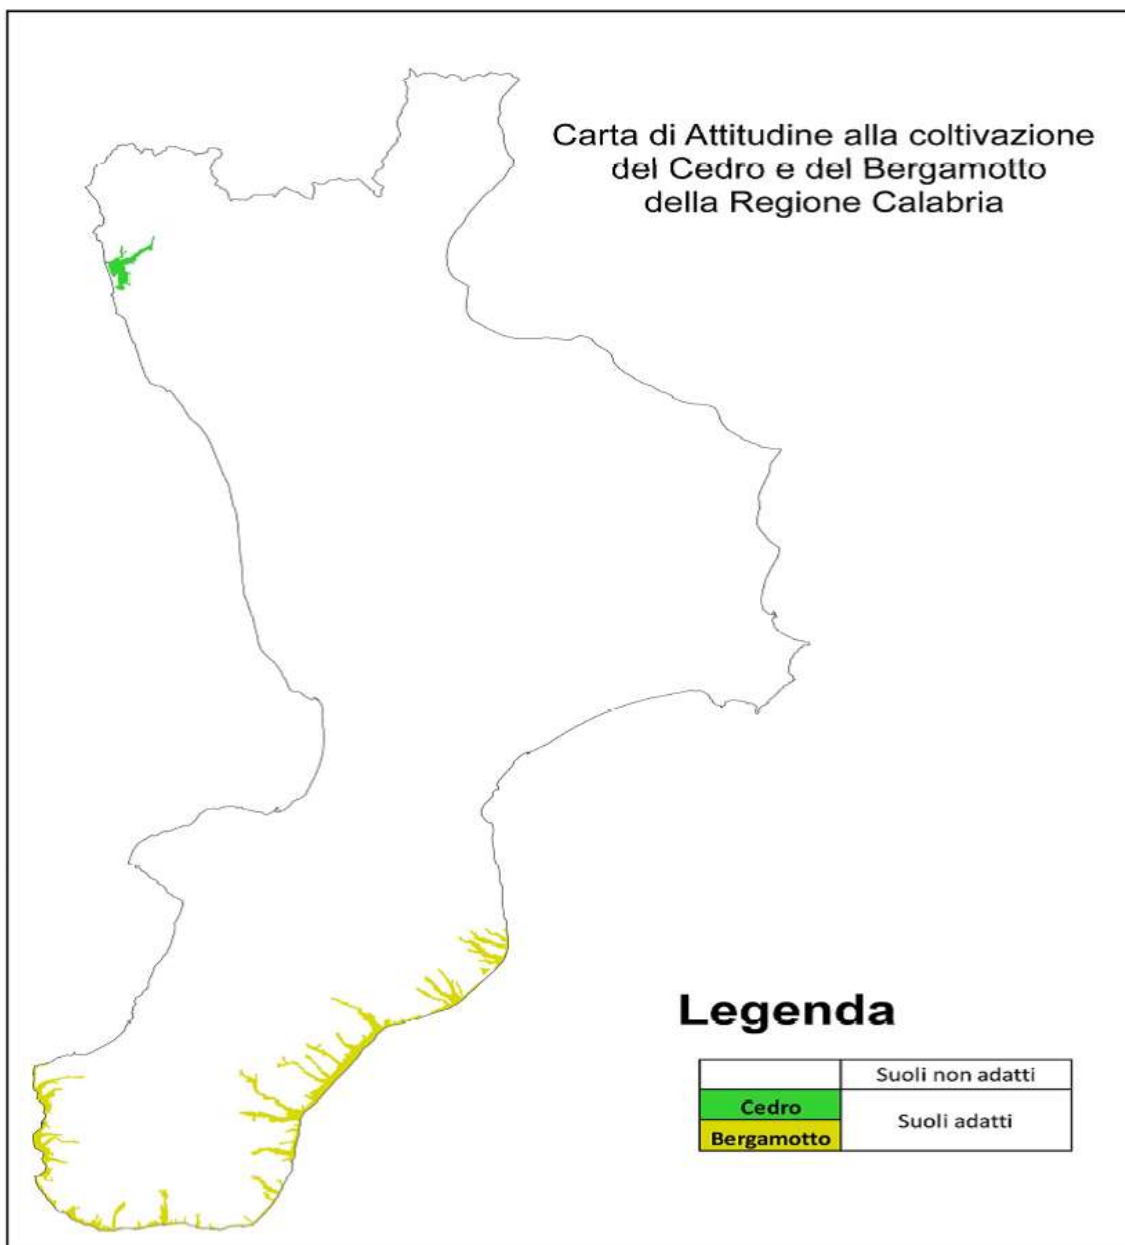 Carta di Attitudine alla coltivazione
del Cedro e del Bergamotto
della Regione Calabria
Legenda
Suoli non adatti
Cedro
Suoli adatti
Bergamotto